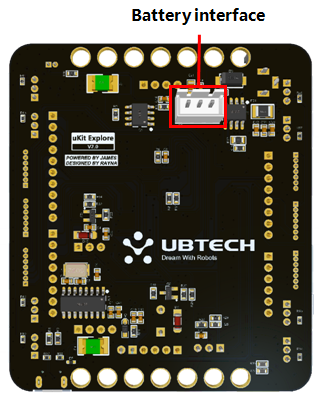 Battery interface
uKit Explore
V2.0
POWERED BY JAMES
DESIGNED BY RAYNA
UBTECH
Dream With Robots